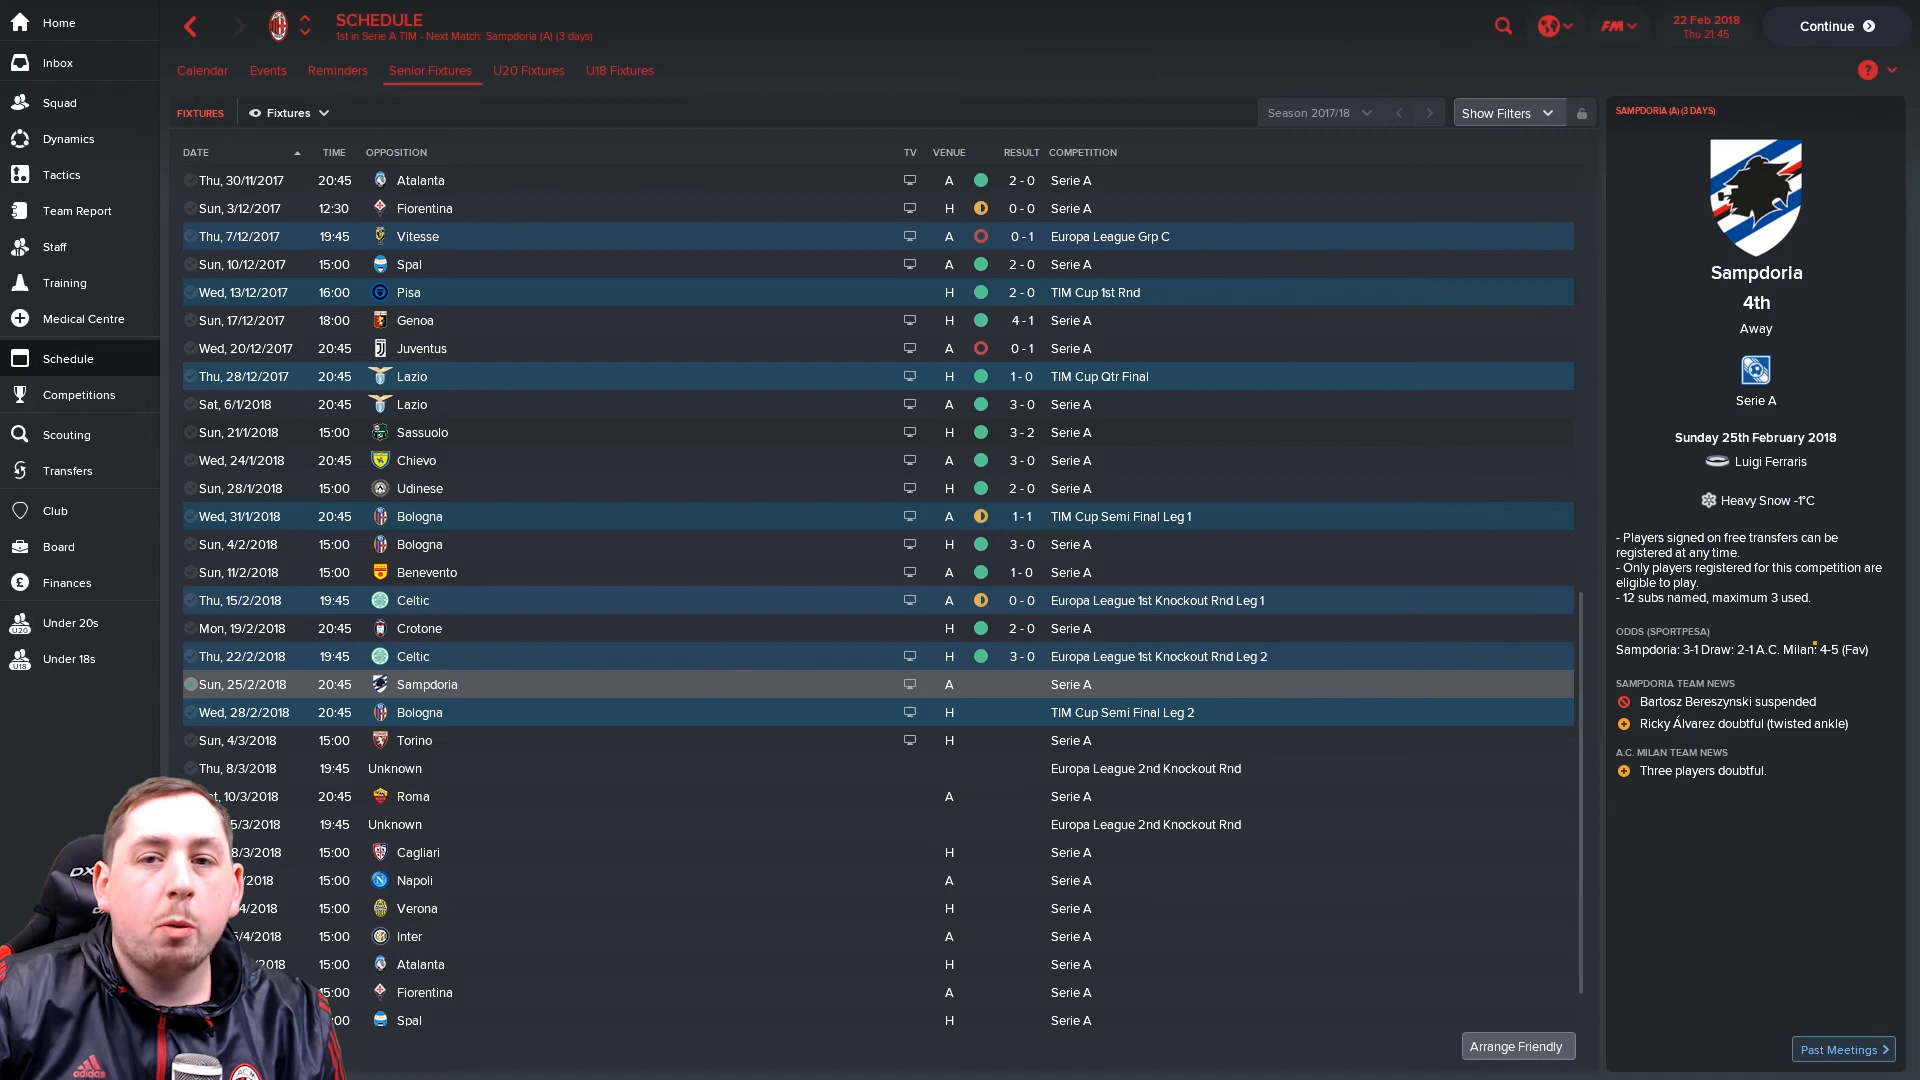 Home
Inbox
Squad
Dynamics
Tactics
Team Report
Staff
Training
Medical Centre
Schedule
Competitions
Scouting
Transfers
Club
Board
Finances
U20 Under 20s
U18 Under 18s
SCHEDULE
1st in Serie A TIM - Next Match: Sampdoria (A) (3 days)
FM
22 Feb 2018
Thu 21:45
Continue
Calendar Events Reminders Senior Fixtures U20 Fixtures U18 Fixtures
?
FIXTURES Fixtures Season 2017/18 Show Filters
DATE TIME OPPOSITION TV VENUE RESULT COMPETITION
Thu, 30/11/2017 20:45 Atalanta A 2 - 0 Serie A
Sun, 3/12/2017 12:30 Fiorentina H 0 - 0 Serie A
Thu, 7/12/2017 19:45 Vitesse A 0 - 1 Europa League Grp C
Sun, 10/12/2017 15:00 Spal A 2 - 0 Serie A
Wed, 13/12/2017 16:00 Pisa H 2 - 0 TIM Cup 1st Rnd
Sun, 17/12/2017 18:00 Genoa H 4 - 1 Serie A
Wed, 20/12/2017 20:45 Juventus A 0 - 1 Serie A
Thu, 28/12/2017 20:45 Lazio H 1 - 0 TIM Cup Qtr Final
Sat, 6/1/2018 20:45 Lazio A 3 - 0 Serie A
Sun, 21/1/2018 15:00 Sassuolo H 3 - 2 Serie A
Wed, 24/1/2018 20:45 Chievo A 3 - 0 Serie A
Sun, 28/1/2018 15:00 Udinese H 2 - 0 Serie A
Wed, 31/1/2018 20:45 Bologna A 1 - 1 TIM Cup Semi Final Leg 1
Sun, 4/2/2018 15:00 Bologna H 3 - 0 Serie A
Sun, 11/2/2018 15:00 Benevento A 1 - 0 Serie A
Thu, 15/2/2018 19:45 Celtic A 0 - 0 Europa League 1st Knockout Rnd Leg 1
Mon, 19/2/2018 20:45 Crotone H 2 - 0 Serie A
Thu, 22/2/2018 19:45 Celtic H 3 - 0 Europa League 1st Knockout Rnd Leg 2
Sun, 25/2/2018 20:45 Sampdoria A Serie A
Wed, 28/2/2018 20:45 Bologna H TIM Cup Semi Final Leg 2
Sun, 4/3/2018 15:00 Torino H Serie A
Thu, 8/3/2018 19:45 Unknown Europa League 2nd Knockout Rnd
t, 10/3/2018 20:45 Roma A Serie A
5/3/2018 19:45 Unknown Europa League 2nd Knockout Rnd
8/3/2018 15:00 Cagliari H Serie A
/2018 15:00 Napoli A Serie A
4/2018 15:00 Verona H Serie A
/4/2018 15:00 Inter A Serie A
2018 15:00 Atalanta H Serie A
15:00 Fiorentina A Serie A
:00 Spal H Serie A
Arrange Friendly
SAMPDORIA (A) (3 DAYS)
Sampdoria
4th
Away
Serie A
Sunday 25th February 2018
Luigi Ferraris
Heavy Snow -1°C
- Players signed on free transfers can be
registered at any time.
- Only players registered for this competition are
eligible to play.
- 12 subs named, maximum 3 used.
ODDS (SPORTPESA)
Sampdoria: 3-1 Draw: 2-1 A.C. Milan: 4-5 (Fav)
SAMPDORIA TEAM NEWS
Bartosz Bereszynski suspended
Ricky Álvarez doubtful (twisted ankle)
A.C. MILAN TEAM NEWS
Three players doubtful.
Past Meetings
DX
adidas
ACM